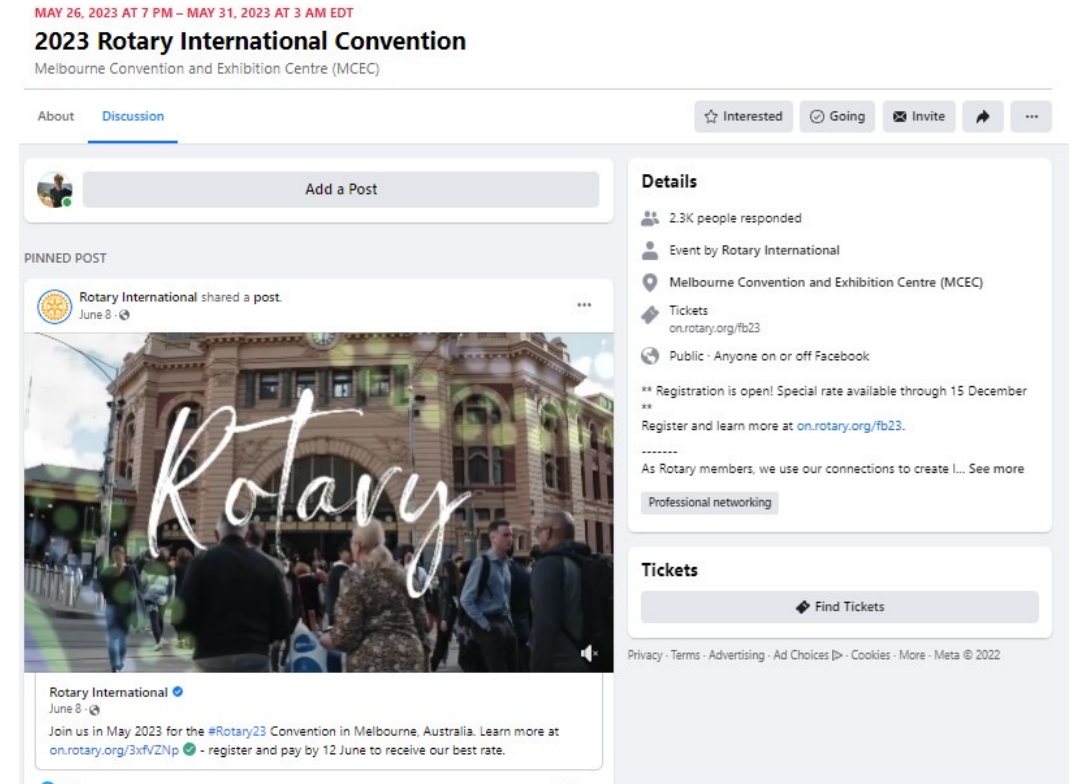 MAY 26, 2023 AT 7 PM – MAY 31, 2023 AT 3 AM EDT
2023 Rotary International Convention
Melbourne Convention and Exhibition Centre (MCEC)
About
Discussion
Interested
Going
Invite
...
Add a Post
PINNED POST
Rotary International shared a post.
June 8 ·
...
Rotary
Rotary International
June 8 ·
Join us in May 2023 for the #Rotary23 Convention in Melbourne, Australia. Learn more at
on.rotary.org/3xfVZNp - register and pay by 12 June to receive our best rate.
Details
2.3K people responded
Event by Rotary International
Melbourne Convention and Exhibition Centre (MCEC)
Tickets
on.rotary.org/fb23
Public · Anyone on or off Facebook
** Registration is open! Special rate available through 15 December
**
Register and learn more at on.rotary.org/fb23.
-------
As Rotary members, we use our connections to create l... See more
Professional networking
Tickets
Find Tickets
Privacy · Terms · Advertising · Ad Choices · Cookies · More · Meta © 2022